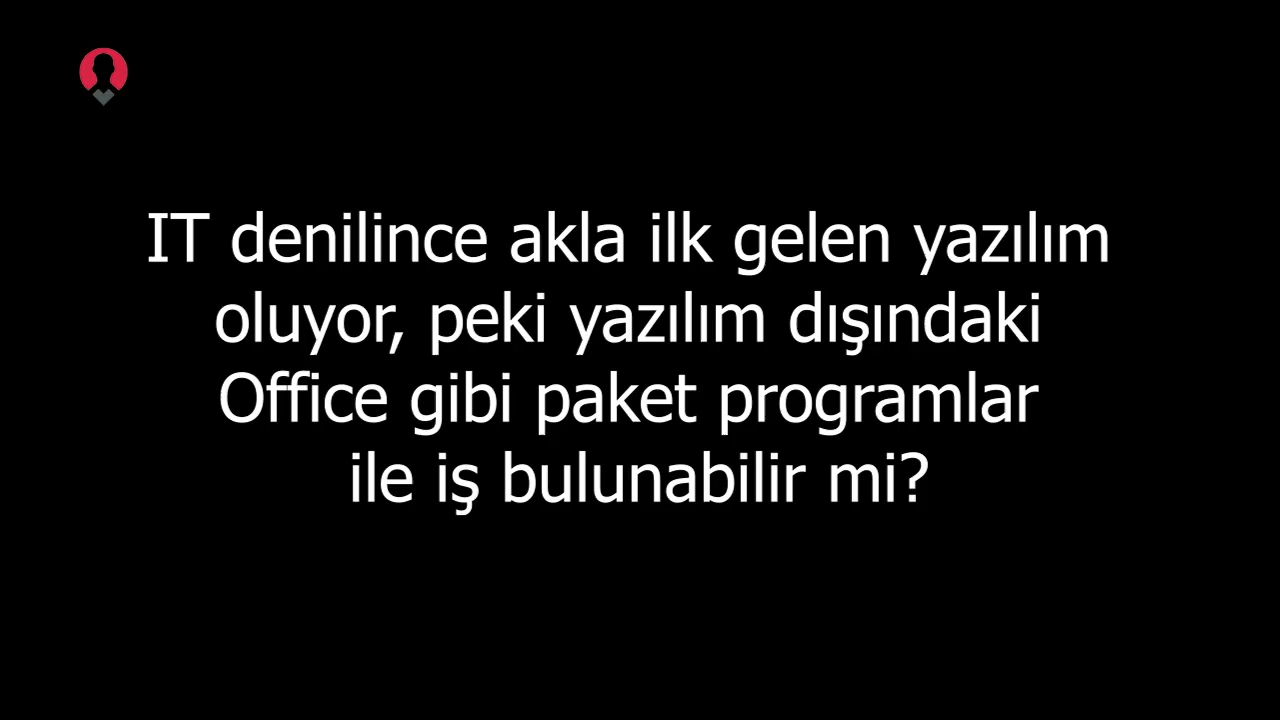 IT denilince akla ilk gelen yazılım
oluyor, peki yazılım dışındaki
Office gibi paket programlar
ile iş bulunabilir mi?